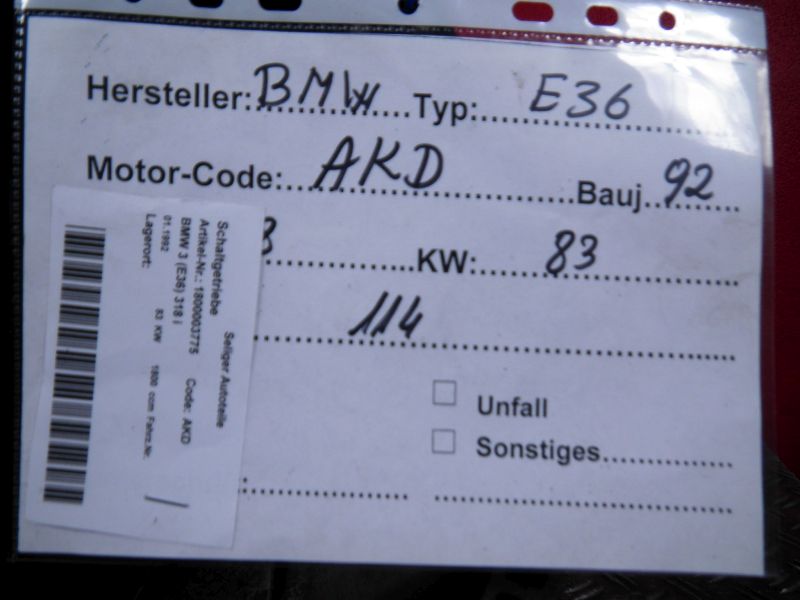 Hersteller: BMW Typ: E36
Motor-Code: AKD Bauj. 92
KW: 83
114
Unfall
Sonstiges
Schaltgetriebe Seliger Autoteile
Artikel-Nr.: 1800003775 Code: AKD
BMW 3 (E36) 318 i
01.1992 83 KW 1800 ccm Fahrz.Nr.
Lagerort: /